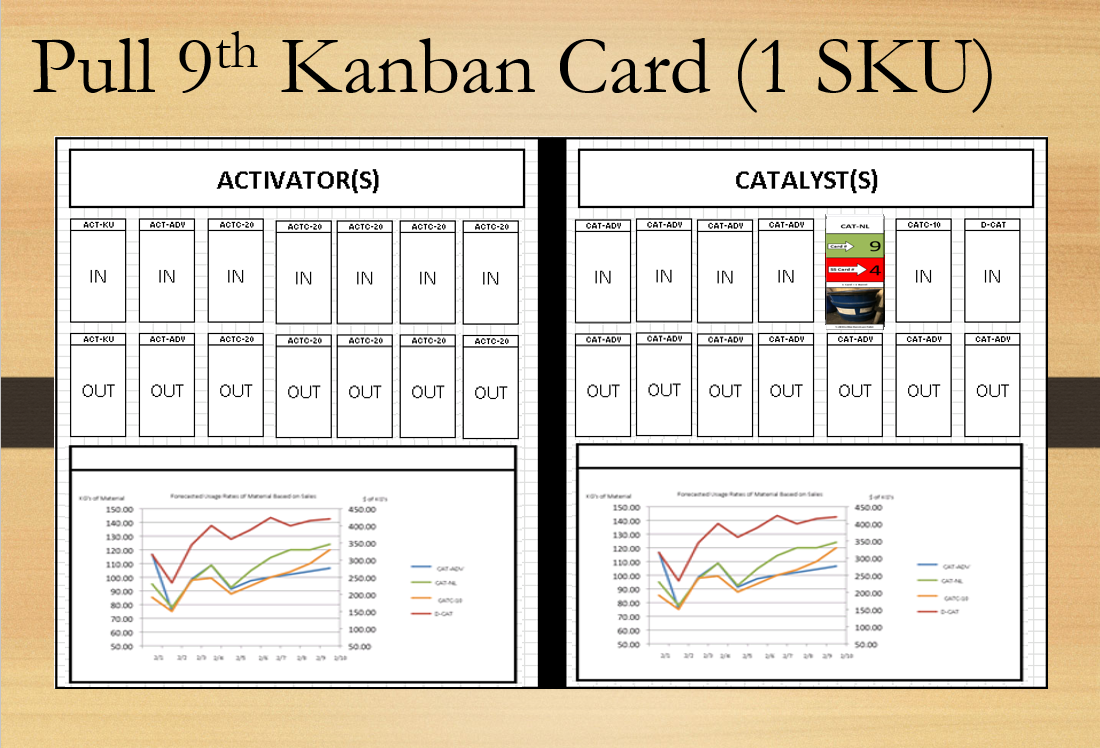 Pull 9th Kanban Card (1 SKU)
ACTIVATOR(S)
CATALYST(S)
ACT-KU ACT-ADV ACTC-20 ACTC-20 ACTC-20 ACTC-20 ACTC-20
IN IN IN IN IN IN IN
CAT-ADV CAT-ADV CAT-ADV CAT-ADV CAT-NL CATC-10 D-CAT
IN IN IN IN IN IN
Card # 9
SS Card # 4
ACT-KU ACT-ADV ACTC-20 ACTC-20 ACTC-20 ACTC-20 ACTC-20
OUT OUT OUT OUT OUT OUT OUT
CAT-ADV CAT-ADV CAT-ADV CAT-ADV CAT-ADV CAT-ADV CAT-ADV
OUT OUT OUT OUT OUT OUT OUT
KG's of Material
Forecasted Usage Rates of Material Based on Sales
$ of KG's
150.00 450.00
140.00 400.00
130.00 350.00
120.00 300.00
110.00 250.00
100.00 200.00
90.00 150.00
80.00 100.00
70.00 50.00
60.00
50.00
2/1 2/2 2/3 2/4 2/5 2/6 2/7 2/8 2/9 2/10
CAT-ADV
CAT-NL
CATC-10
D-CAT
KG's of Material
Forecasted Usage Rates of Material Based on Sales
$ of KG's
150.00 450.00
140.00 400.00
130.00 350.00
120.00 300.00
110.00 250.00
100.00 200.00
90.00 150.00
80.00 100.00
70.00 50.00
60.00
50.00
2/1 2/2 2/3 2/4 2/5 2/6 2/7 2/8 2/9 2/10
CAT-ADV
CAT-NL
CATC-10
D-CAT